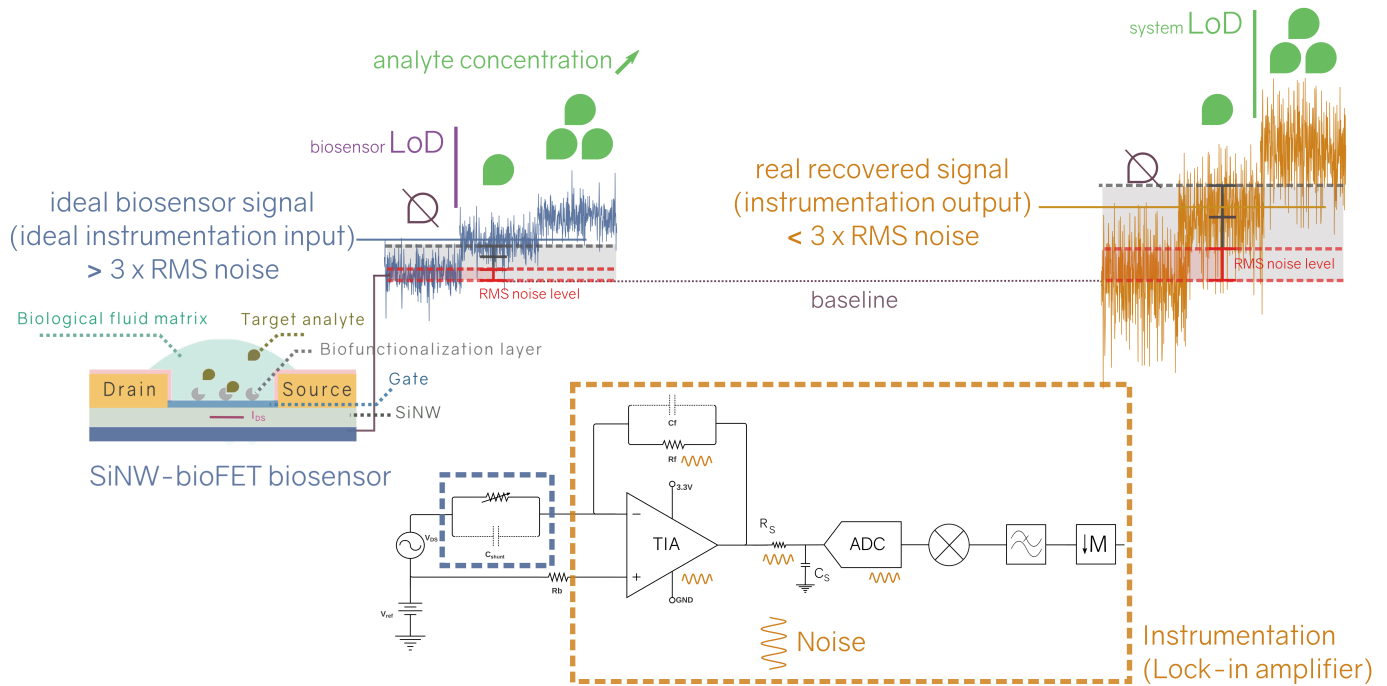 system LoD
analyte concentration
biosensor LoD
ideal biosensor signal
(ideal instrumentation input)
> 3 x RMS noise
real recovered signal
(instrumentation output)
< 3 x RMS noise
RMS noise level
RMS noise level
baseline
Biological fluid matrix
Target analyte
Biofunctionalization layer
Drain
Source
Gate
IDS
SiNW
SiNW-bioFET biosensor
Cf
Rf
3.3V
VDS
Cshunt
TIA
RS
ADC
↓M
CS
Rb
GND
Vref
Noise
Instrumentation
(Lock-in amplifier)